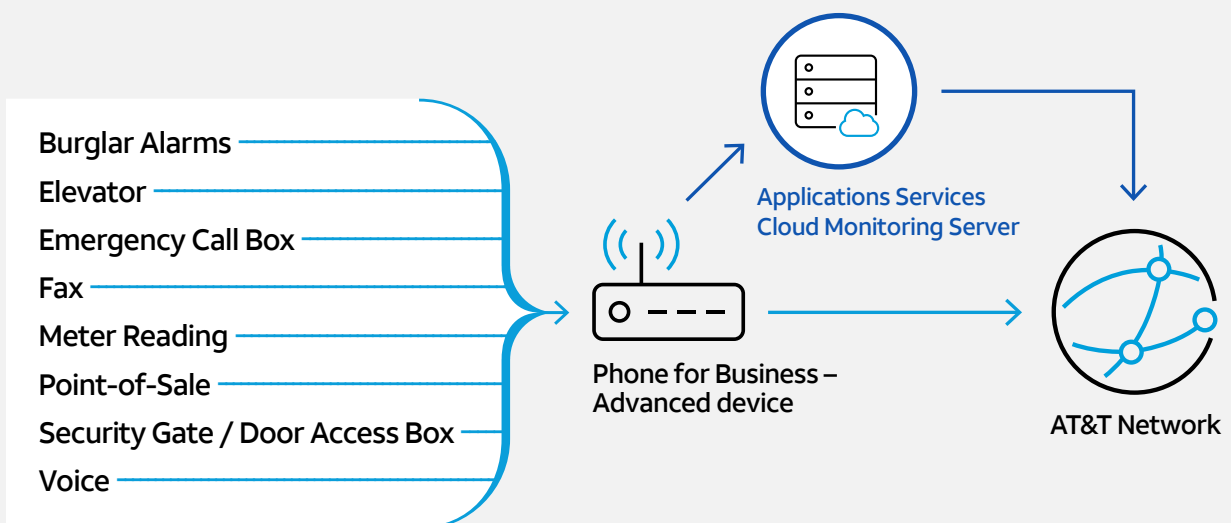 Burglar Alarms
Elevator
Emergency Call Box
Fax
Meter Reading
Point-of-Sale
Security Gate / Door Access Box
Voice
Phone for Business –
Advanced device
Applications Services
Cloud Monitoring Server
AT&T Network